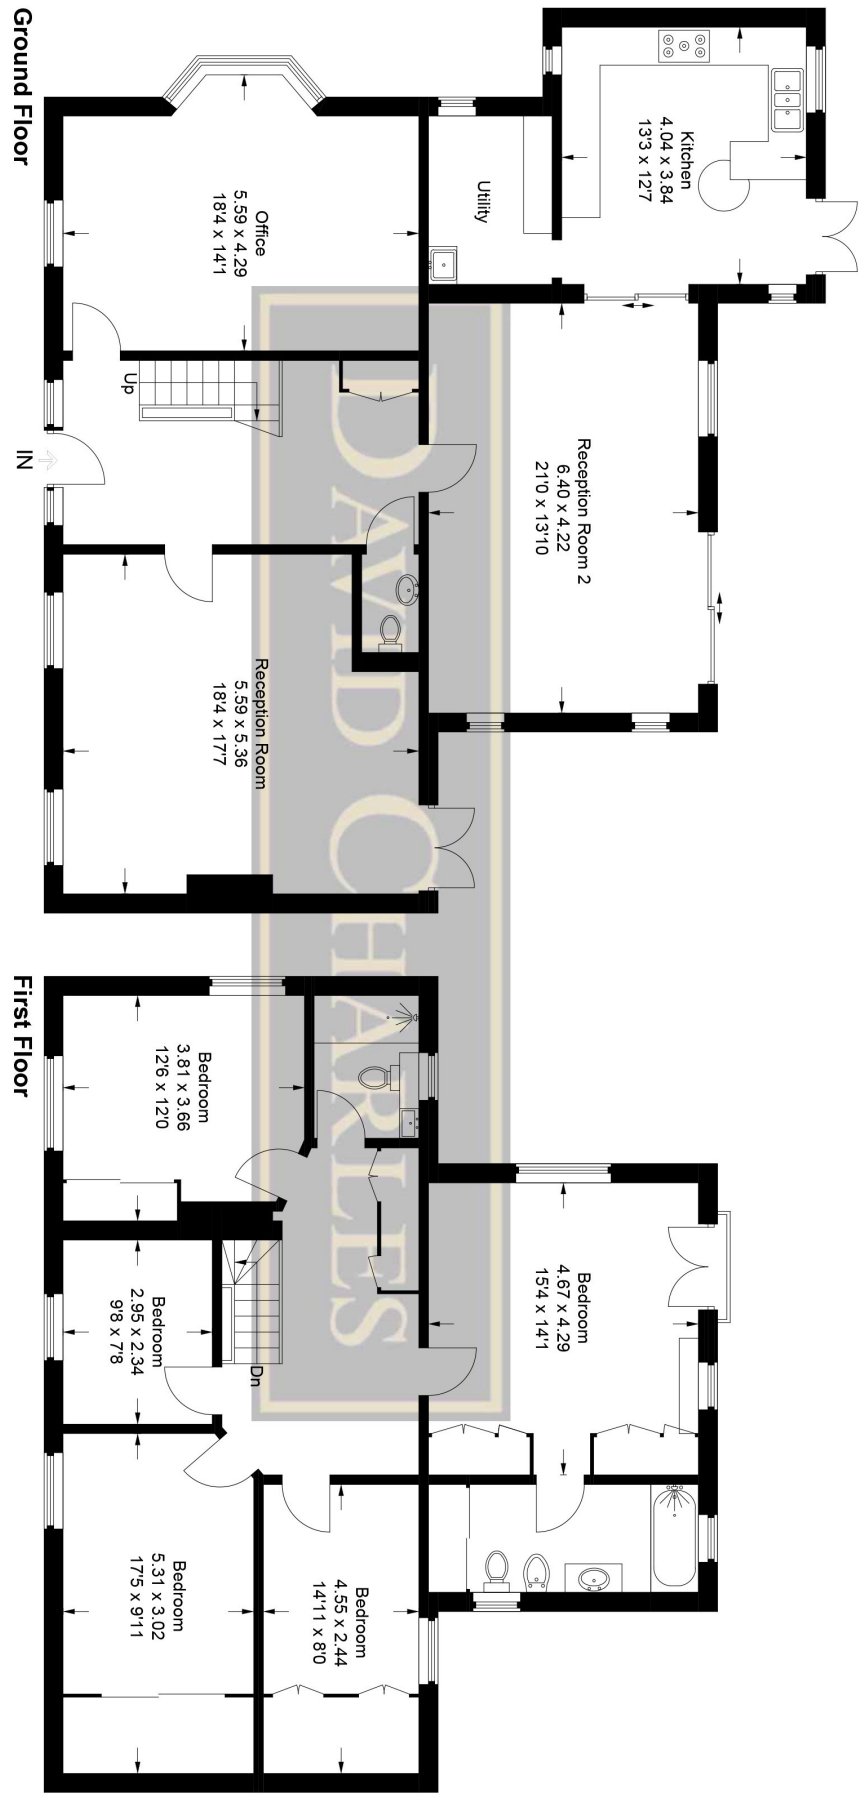 Ground Floor
Kitchen
4.04 x 3.84
13'3 x 12'7
Utility
Office
5.59 x 4.29
18'4 x 14'1
Up
IN
Reception Room 2
6.40 x 4.22
21'0 x 13'10
Reception Room
5.59 x 5.36
18'4 x 17'7
First Floor
Bedroom
3.81 x 3.66
12'6 x 12'0
Bedroom
4.67 x 4.29
15'4 x 14'1
Bedroom
2.95 x 2.34
9'8 x 7'8
Dn
Bedroom
5.31 x 3.02
17'5 x 9'11
Bedroom
4.55 x 2.44
14'11 x 8'0
DAVID CHARLES